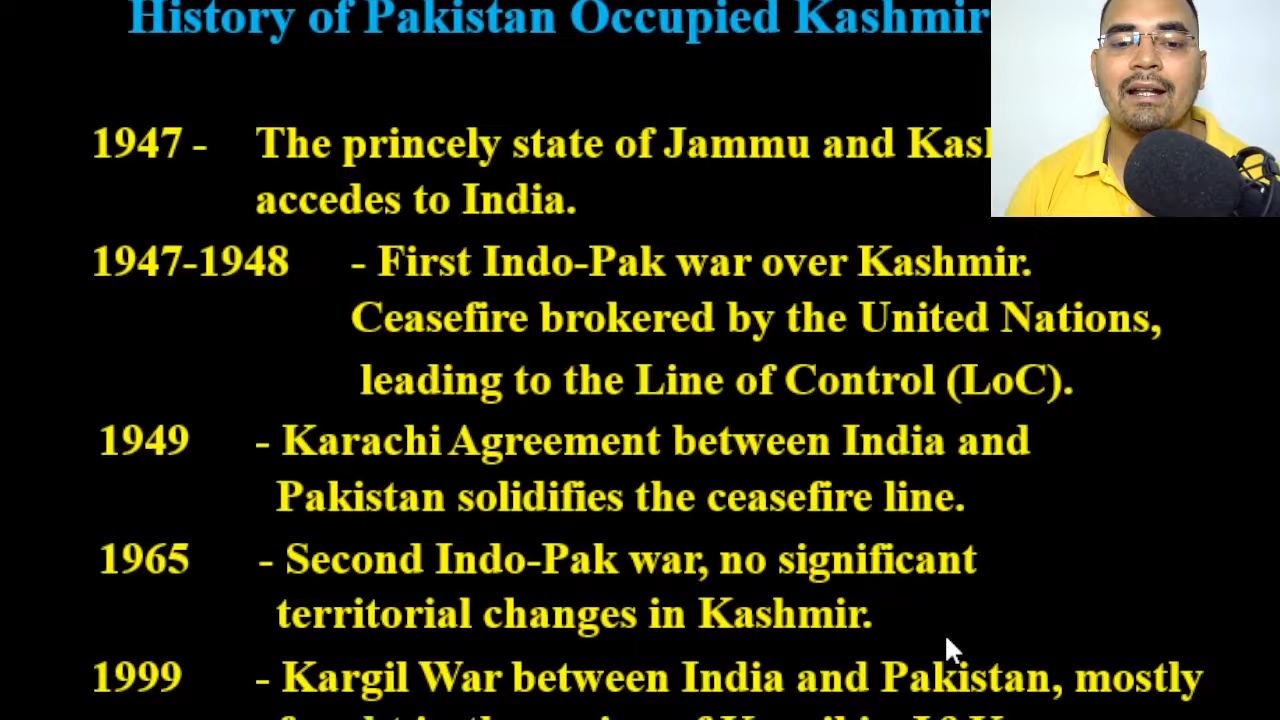 History of Pakistan Occupied Kashmir
1947 - The princely state of Jammu and
accedes to India.
1947-1948 - First Indo-Pak war over Kashmir.
Ceasefire brokered by the United Nations,
leading to the Line of Control (LoC).
1949 - Karachi Agreement between India and
Pakistan solidifies the ceasefire line.
1965 - Second Indo-Pak war, no significant
territorial changes in Kashmir.
1999 - Kargil War between India and Pakistan, mostly